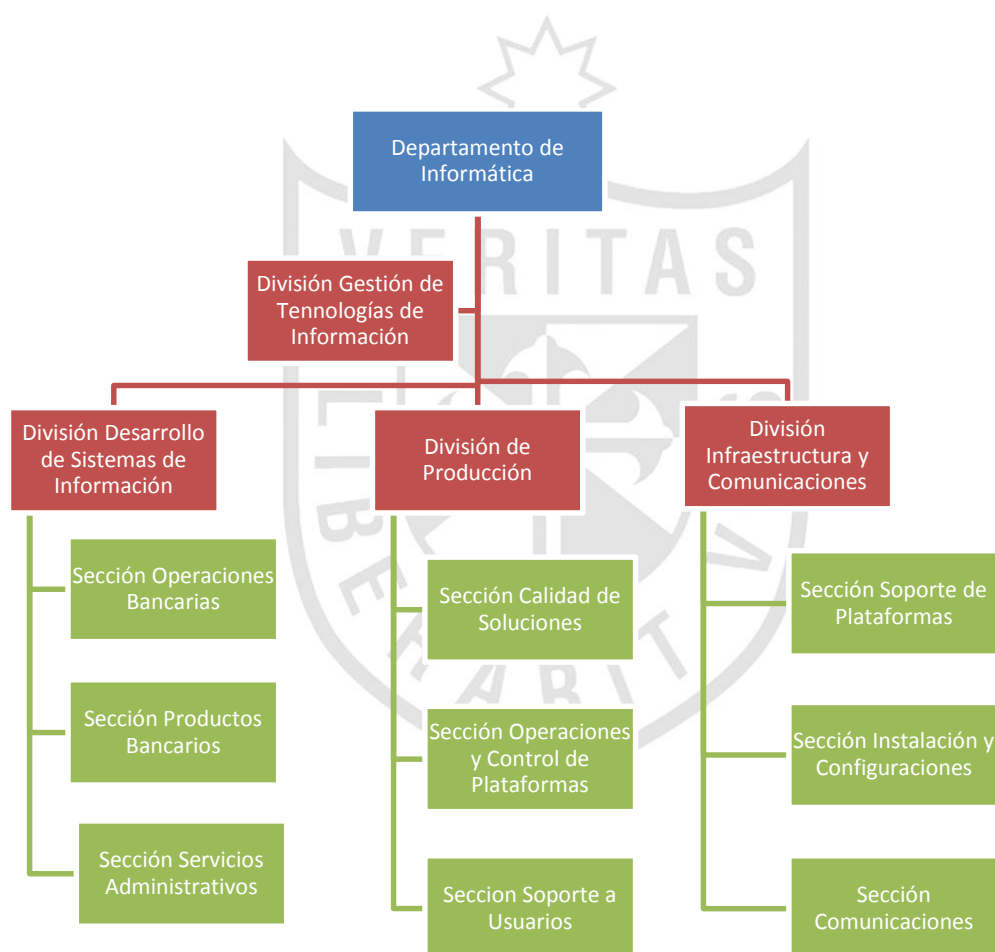 Departamento de
Informática
VERITAS
División Gestión de
Tennologías de
Información
División Desarrollo
de Sistemas de
Información
División de
Producción
División
Infraestructura y
Comunicaciones
Sección Operaciones
Bancarias
Sección Productos
Bancarios
Sección Servicios
Administrativos
Sección Calidad de
Soluciones
Sección Operaciones
y Control de
Plataformas
Seccion Soporte a
Usuarios
Sección Soporte de
Plataformas
Sección Instalación y
Configuraciones
Sección
Comunicaciones